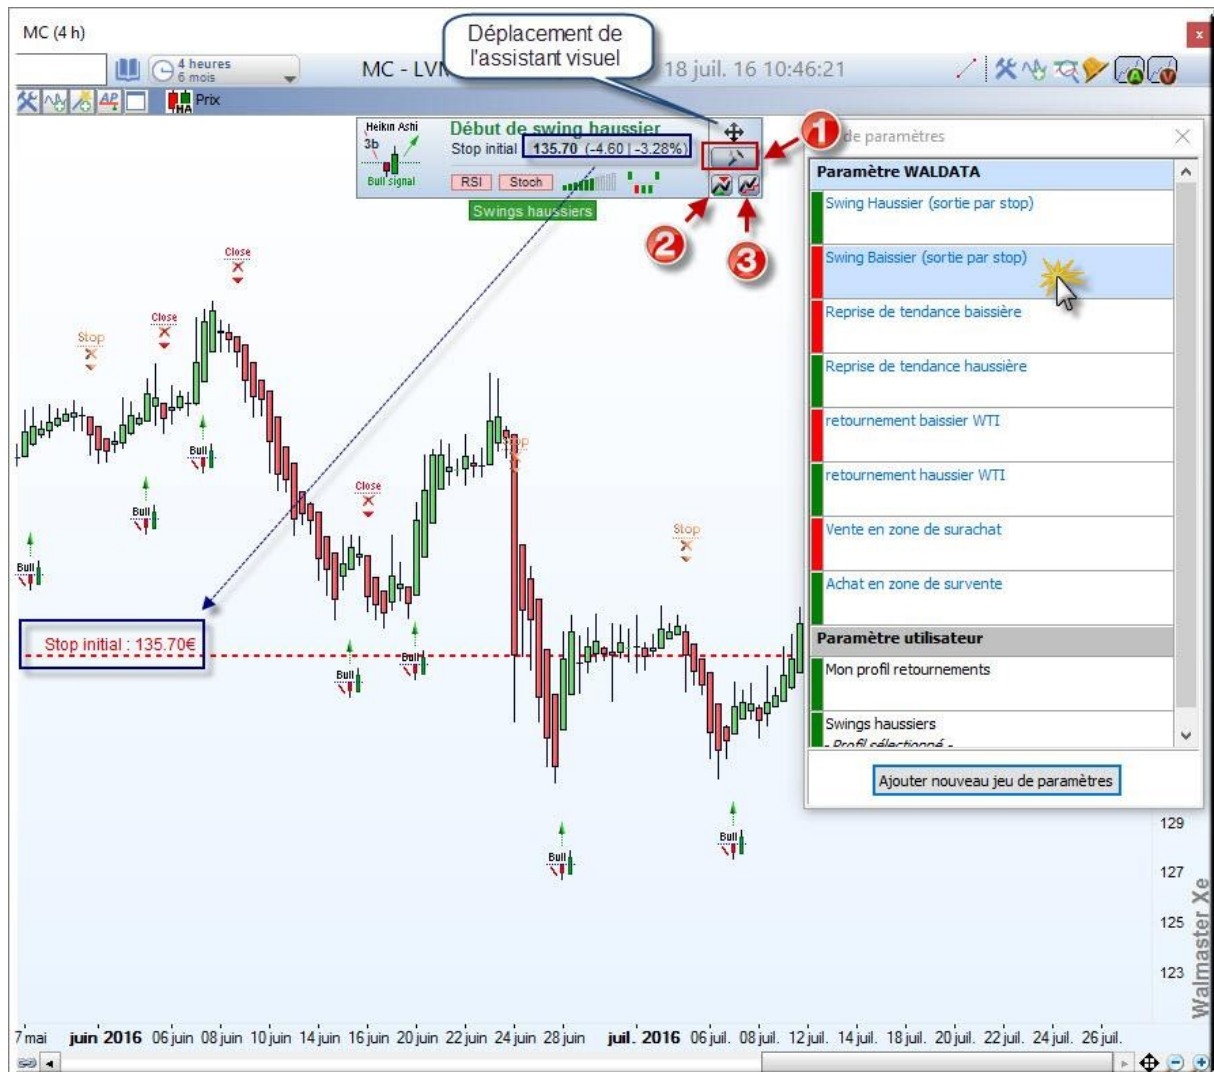 MC (4 h)
x
Déplacement de
l'assistant visuel
4 heures
6 mois
MC - LVM
18 juil. 16 10:46:21
A
V
AP
HA
Prix
Heikin Ashi
3b
Bull signal
Début de swing haussier
Stop initial 135.70 (-4.60 | -3.28%)
RSI
Stoch
Swings haussiers
1
2
3
de paramètres
Paramètre WALDATA
Swing Haussier (sortie par stop)
Swing Baissier (sortie par stop)
Reprise de tendance baissière
Reprise de tendance haussière
retournement baissier WTI
retournement haussier WTI
Vente en zone de surachat
Achat en zone de survente
Paramètre utilisateur
Mon profil retournements
Swings haussiers
- Profil sélectionné -
Ajouter nouveau jeu de paramètres
Close
Close
Stop
Bull
Bull
Bull
Close
Stop
Stop initial : 135.70€
Bull
Bull
Bull
Bull
129
127
125
123
Walmaster Xe
7 mai juin 2016 06 juin 08 juin 10 juin 14 juin 16 juin 20 juin 22 juin 24 juin 28 juin juil. 2016 06 juil. 08 juil. 12 juil. 14 juil. 18 juil. 20 juil. 22 juil. 24 juil. 26 juil.